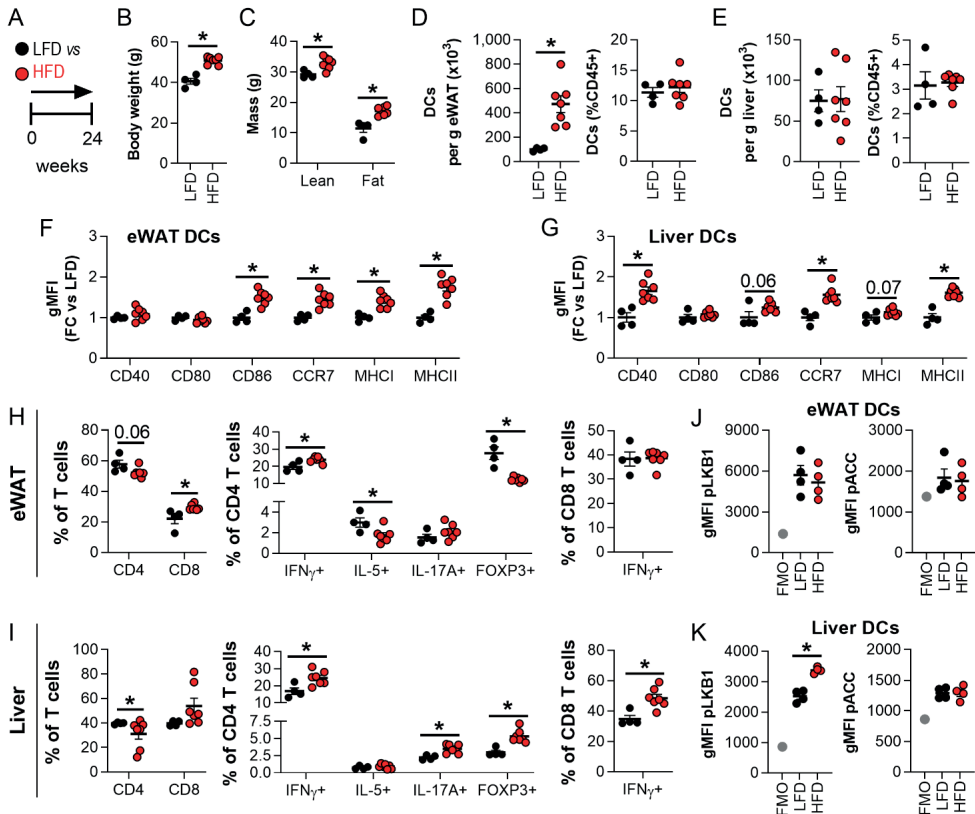 A
LFD vs
HFD
0
24
weeks
B
Body weight (g)
60
40
20
0
*
LFD
HFD
C
Mass (g)
60
40
20
0
*
*
Lean
Fat
D
DCs
per g eWAT (x10³)
1,000
800
600
400
200
0
*
LFD
HFD
DCs (%CD45+)
20
15
10
5
0
LFD
HFD
E
DCs
per g liver (x10³)
150
100
50
0
LFD
HFD
DCs (%CD45+)
6
4
2
0
LFD
HFD
F
eWAT DCs
gMFI
(FC vs LFD)
3
2
1
0
*
*
*
*
CD40
CD80
CD86
CCR7
MHCI
MHCII
G
Liver DCs
gMFI
(FC vs LFD)
3
2
1
0
*
0.06
*
0.07
*
CD40
CD80
CD86
CCR7
MHCI
MHCII
H
eWAT
% of T cells
80
60
40
20
0
0.06
*
CD4
CD8
% of CD4 T cells
40
30
20
10
6
4
2
0
*
*
*
IFNγ+
IL-5+
IL-17A+
FOXP3+
% of CD8 T cells
50
40
30
20
10
0
IFNγ+
J
eWAT DCs
gMFI pLKB1
9000
6000
3000
0
FMO
LFD
HFD
gMFI pACC
3000
2000
1000
0
FMO
LFD
HFD
I
Liver
% of T cells
100
80
60
40
20
0
*
CD4
CD8
% of CD4 T cells
40
30
20
10
7.5
5.0
2.5
0.0
*
*
*
IFNγ+
IL-5+
IL-17A+
FOXP3+
% of CD8 T cells
100
80
60
40
20
0
*
IFNγ+
K
Liver DCs
gMFI pLKB1
4000
3000
2000
1000
0
*
FMO
LFD
HFD
gMFI pACC
2000
1500
1000
500
0
FMO
LFD
HFD